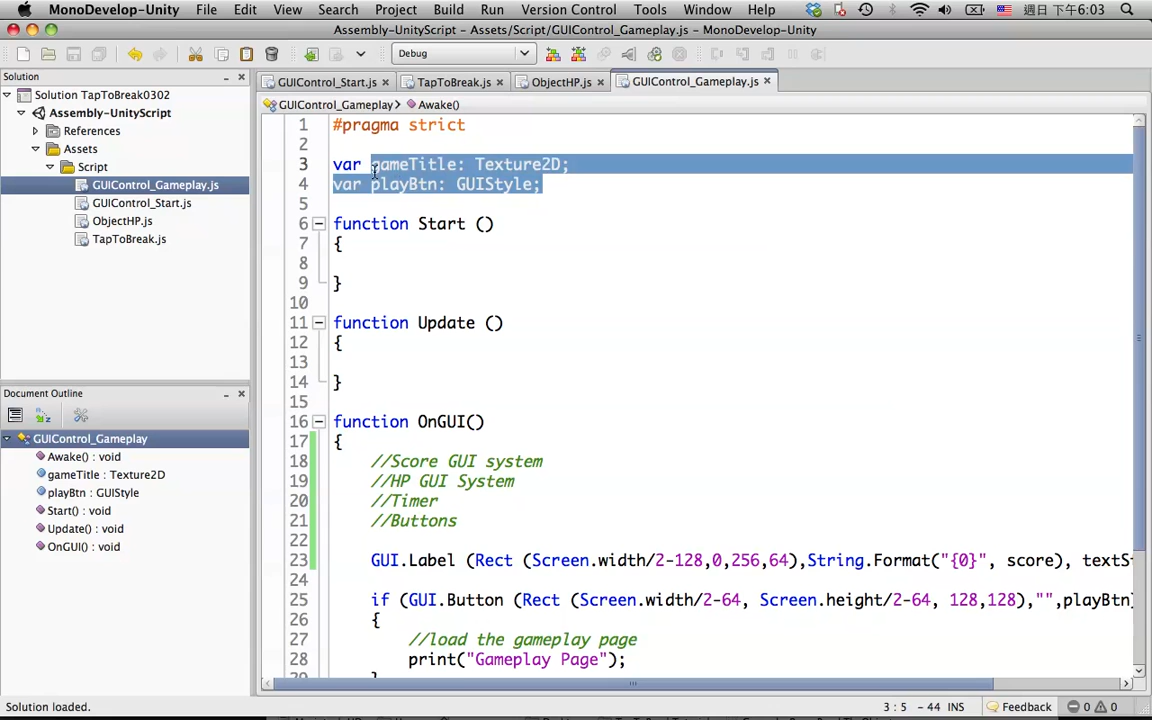 MonoDevelop-Unity File Edit View Search Project Build Run Version Control Tools Window Help 週日 下午6:03
Assembly-UnityScript – Assets/Script/GUIControl_Gameplay.js – MonoDevelop-Unity
Debug
Solution
Solution TapToBreak0302
Assembly-UnityScript
References
Assets
Script
GUIControl_Gameplay.js
GUIControl_Start.js
ObjectHP.js
TapToBreak.js
Document Outline
GUIControl_Gameplay
Awake() : void
gameTitle : Texture2D
playBtn : GUIStyle
Start() : void
Update() : void
OnGUI() : void
GUIControl_Start.js TapToBreak.js ObjectHP.js GUIControl_Gameplay.js
GUIControl_Gameplay Awake()
1 #pragma strict
2
3 var gameTitle: Texture2D;
4 var playBtn: GUIStyle;
5
6 function Start ()
7 {
8
9 }
10
11 function Update ()
12 {
13
14 }
15
16 function OnGUI()
17 {
18 //Score GUI system
19 //HP GUI System
20 //Timer
21 //Buttons
22
23 GUI.Label (Rect (Screen.width/2-128,0,256,64),String.Format("{0}", score), textSt
24
25 if (GUI.Button (Rect (Screen.width/2-64, Screen.height/2-64, 128,128),"",playBtn)
26 {
27 //load the gameplay page
28 print("Gameplay Page");
Solution loaded. 3 : 5 - 44 INS Feedback 0 0